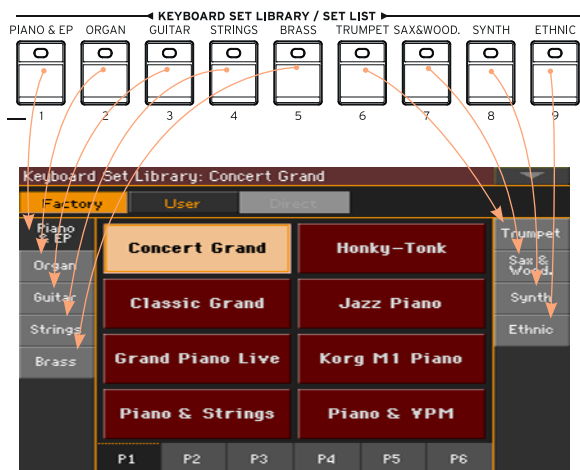 KEYBOARD SET LIBRARY / SET LIST
PIANO & EP ORGAN GUITAR STRINGS BRASS TRUMPET SAX&WOOD. SYNTH ETHNIC
1 2 3 4 5 6 7 8 9
Keyboard Set Library: Concert Grand
Factory User Direct
Piano & EP
Organ
Guitar
Strings
Brass
Concert Grand Honky-Tonk
Classic Grand Jazz Piano
Grand Piano Live Korg M1 Piano
Piano & Strings Piano & ¥PM
Trumpet
Sax & Wood.
Synth
Ethnic
P1 P2 P3 P4 P5 P6